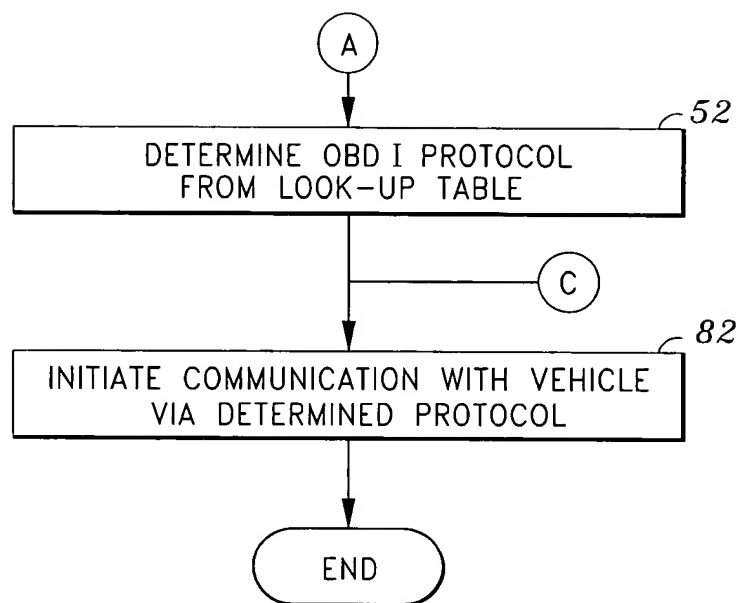 A
52
DETERMINE OBD I PROTOCOL
FROM LOOK-UP TABLE
C
82
INITIATE COMMUNICATION WITH VEHICLE
VIA DETERMINED PROTOCOL
END